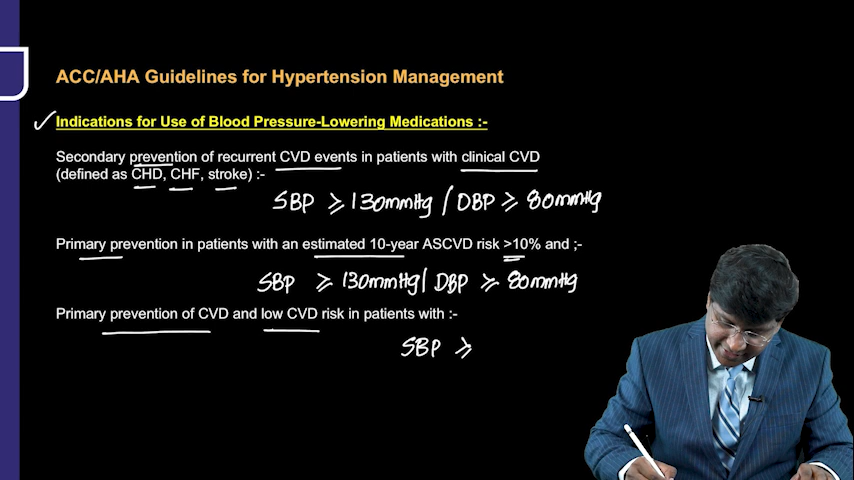 ACC/AHA Guidelines for Hypertension Management
Indications for Use of Blood Pressure-Lowering Medications :-
Secondary prevention of recurrent CVD events in patients with clinical CVD
(defined as CHD, CHF, stroke) :-
SBP ≥ 130mmHg / DBP ≥ 80mmHg
Primary prevention in patients with an estimated 10-year ASCVD risk >10% and ;-
SBP ≥ 130mmHg/ DBP ≥ 80mmHg
Primary prevention of CVD and low CVD risk in patients with :-
SBP ≥